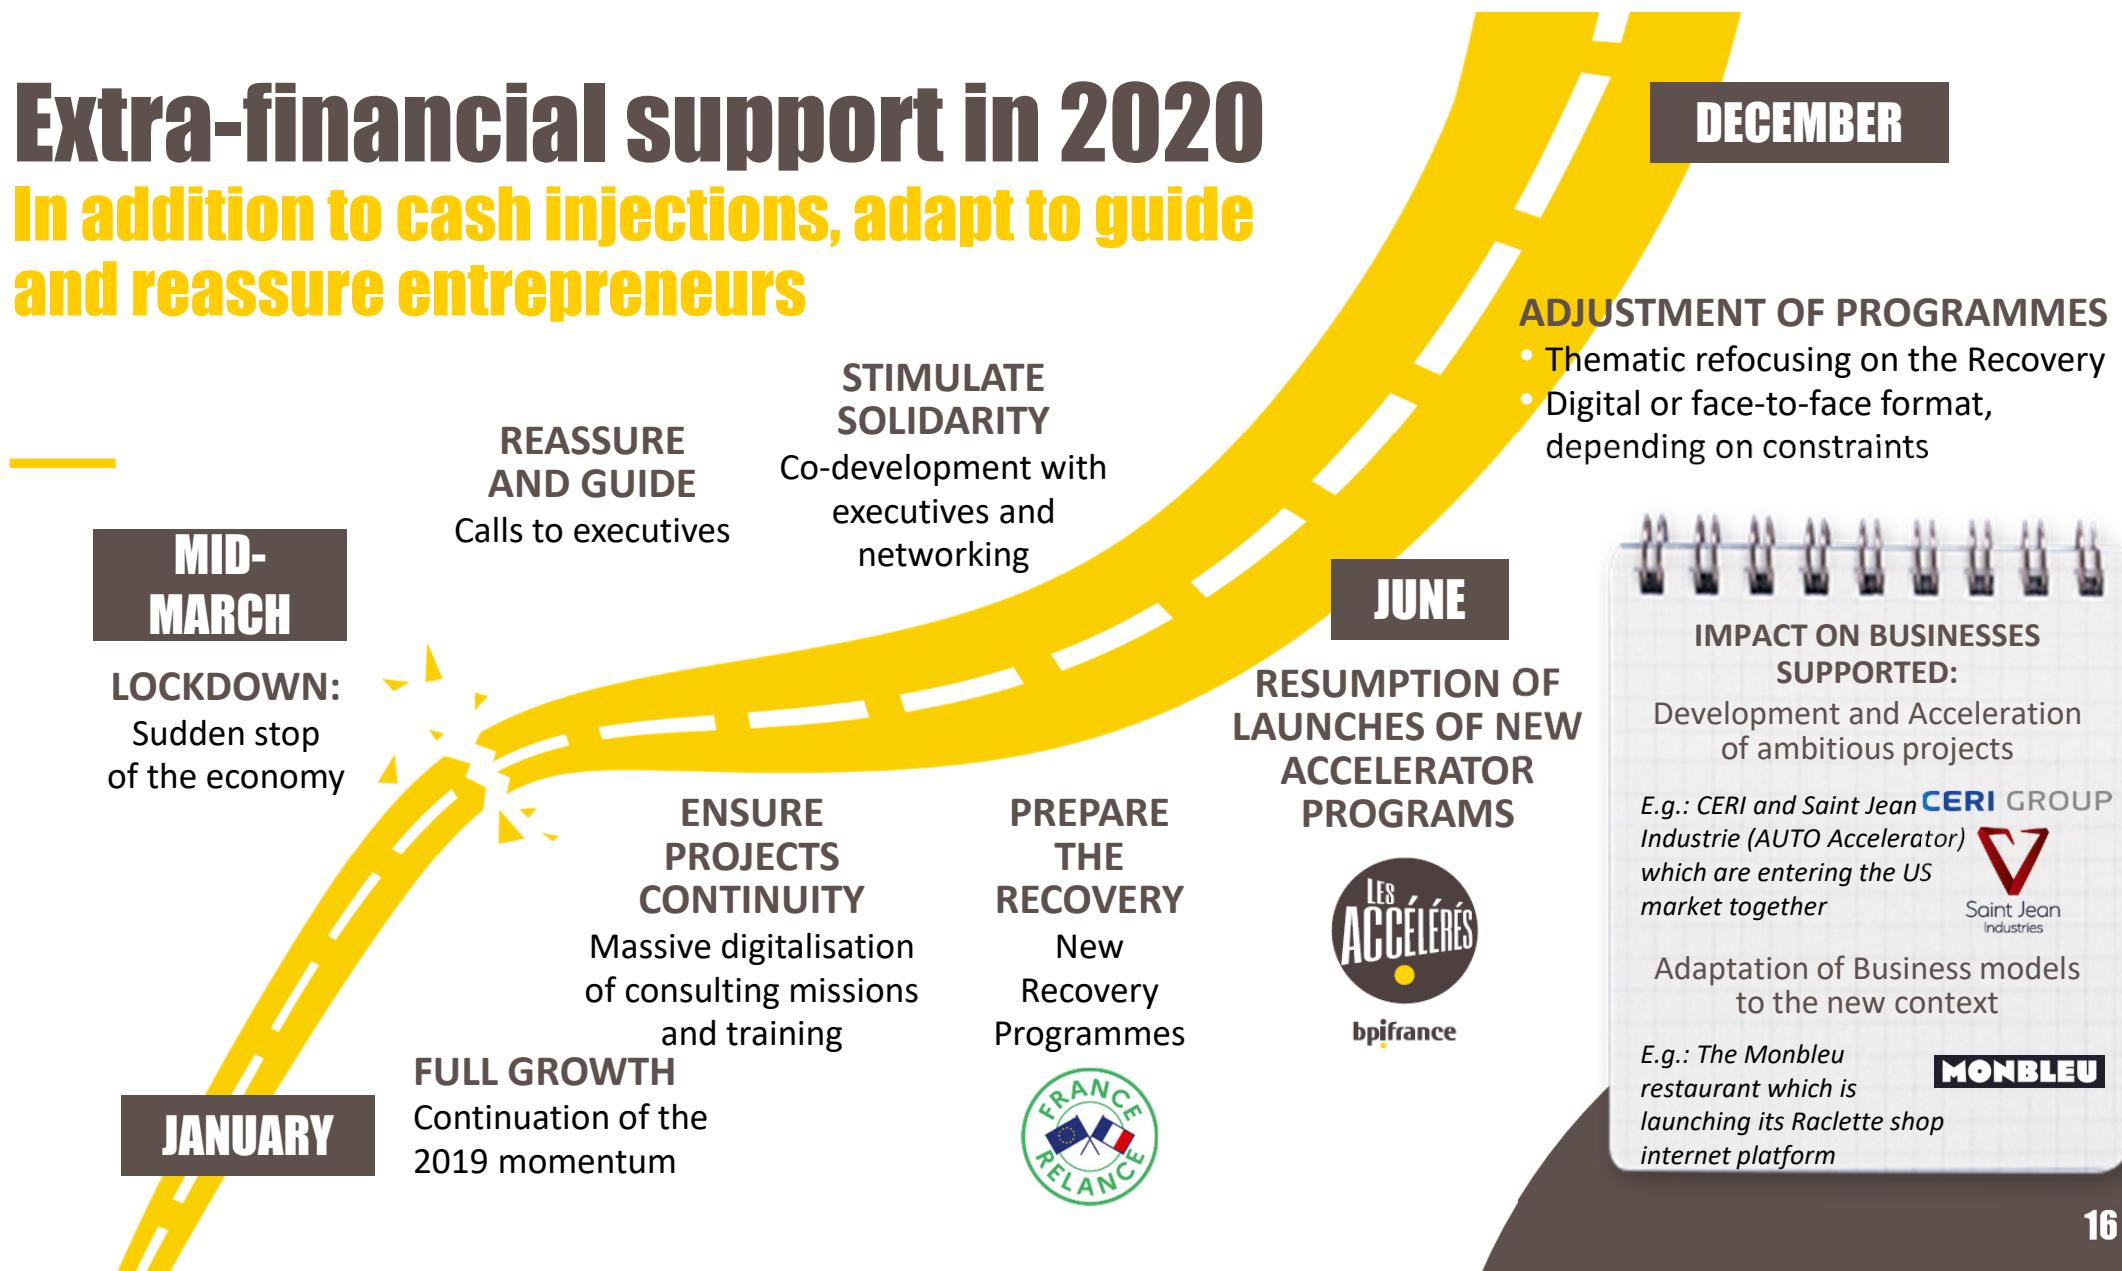 Extra-financial support in 2020
In addition to cash injections, adapt to guide
and reassure entrepreneurs
DECEMBER
ADJUSTMENT OF PROGRAMMES
• Thematic refocusing on the Recovery
• Digital or face-to-face format,
depending on constraints
STIMULATE
SOLIDARITY
Co-development with
executives and
networking
REASSURE
AND GUIDE
Calls to executives
MID-
MARCH
LOCKDOWN:
Sudden stop
of the economy
JUNE
RESUMPTION OF
LAUNCHES OF NEW
ACCELERATOR
PROGRAMS
LES
ACCÉLÉRÉS
bpifrance
ENSURE
PROJECTS
CONTINUITY
Massive digitalisation
of consulting missions
and training
PREPARE
THE
RECOVERY
New
Recovery
Programmes
FRANCE
RELANCE
FULL GROWTH
Continuation of the
2019 momentum
JANUARY
IMPACT ON BUSINESSES
SUPPORTED:
Development and Acceleration
of ambitious projects
E.g.: CERI and Saint Jean
Industrie (AUTO Accelerator)
which are entering the US
market together
CERI GROUP
Saint Jean
Industries
Adaptation of Business models
to the new context
E.g.: The Monbleu
restaurant which is
launching its Raclette shop
internet platform
MONBLEU
16